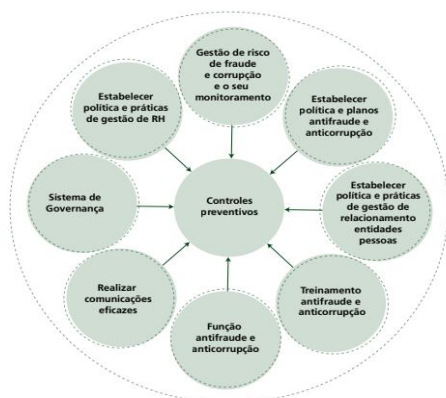 Gestão de risco
de fraude
e corrupção
e o seu
monitoramento
Estabelecer
política e práticas
de gestão de RH
Estabelecer
política e planos
antifraude e
anticorrupção
Sistema de
Governança
Controles
preventivos
Estabelecer
política e práticas
de gestão de
relacionamento
entidades
pessoas
Realizar
comunicações
eficazes
Treinamento
antifraude e
anticorrupção
Função
antifraude e
anticorrupção